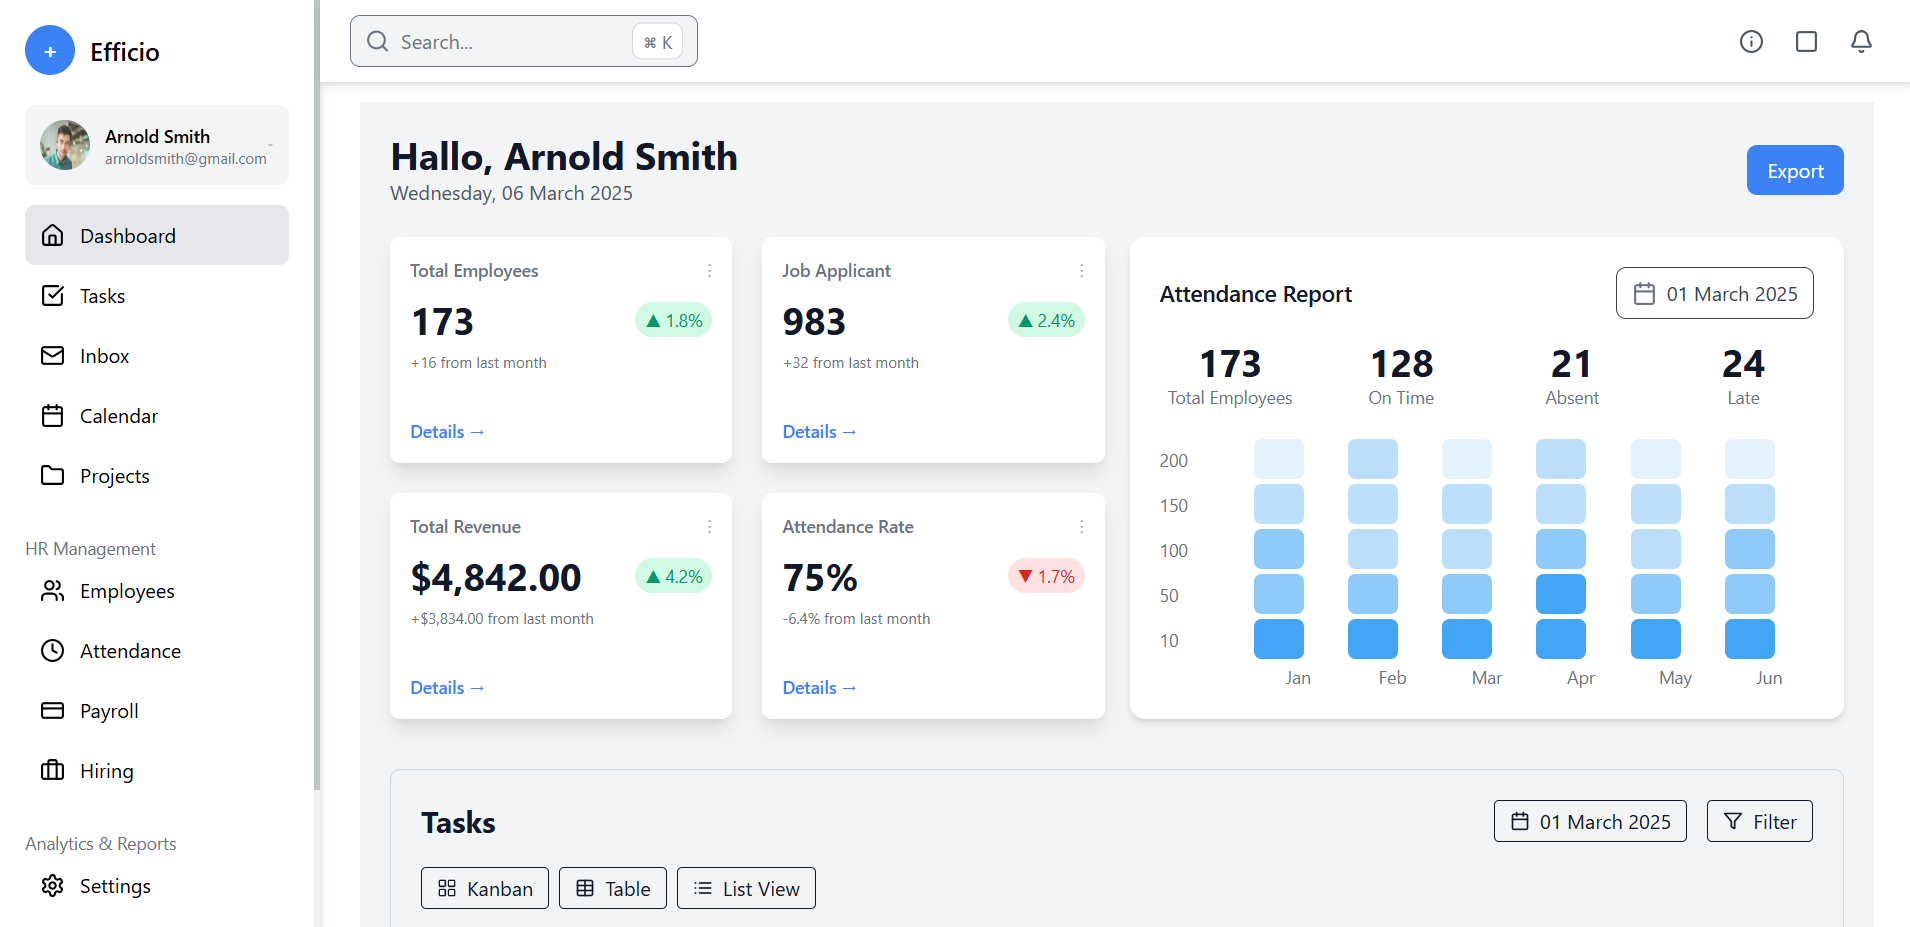 Efficio
Arnold Smith
arnoldsmith@gmail.com
Dashboard
Tasks
Inbox
Calendar
Projects
HR Management
Employees
Attendance
Payroll
Hiring
Analytics & Reports
Settings
Search...
⌘ K
Hallo, Arnold Smith
Wednesday, 06 March 2025
Export
Total Employees
173
▲ 1.8%
+16 from last month
Details →
Job Applicant
983
▲ 2.4%
+32 from last month
Details →
Total Revenue
$4,842.00
▲ 4.2%
+$3,834.00 from last month
Details →
Attendance Rate
75%
▼ 1.7%
-6.4% from last month
Details →
Attendance Report
01 March 2025
173
Total Employees
128
On Time
21
Absent
24
Late
200
150
100
50
10
Jan Feb Mar Apr May Jun
Tasks
01 March 2025
Filter
Kanban
Table
List View